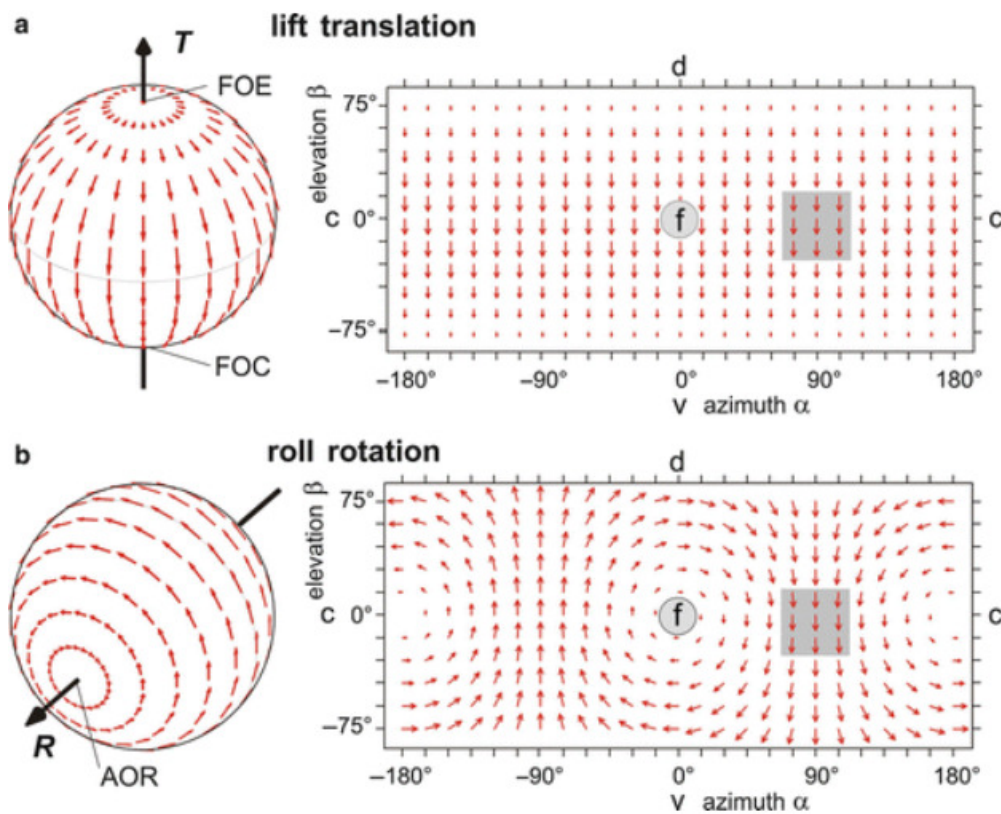 a
lift translation
T
FOE
FOC
d
elevation β
75°
c 0° f c
−75°
−180° −90° 0° 90° 180°
v azimuth α
b
roll rotation
R
AOR
d
elevation β
75°
c 0° f c
−75°
−180° −90° 0° 90° 180°
v azimuth α